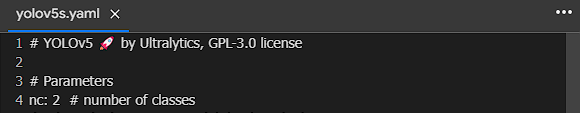 yolov5s.yaml
1 # YOLOv5 🚀 by Ultralytics, GPL-3.0 license
2
3 # Parameters
4 nc: 2 # number of classes